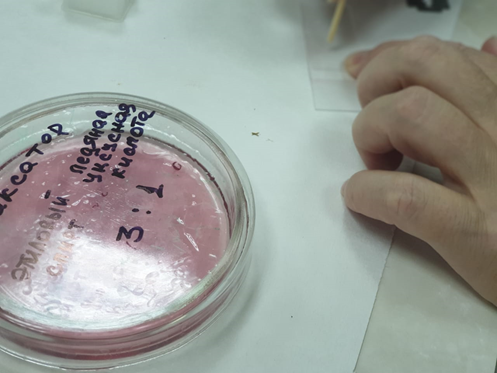 ксатор
этиловый
спирт
ледяная
уксусная
кислота
3 : 1